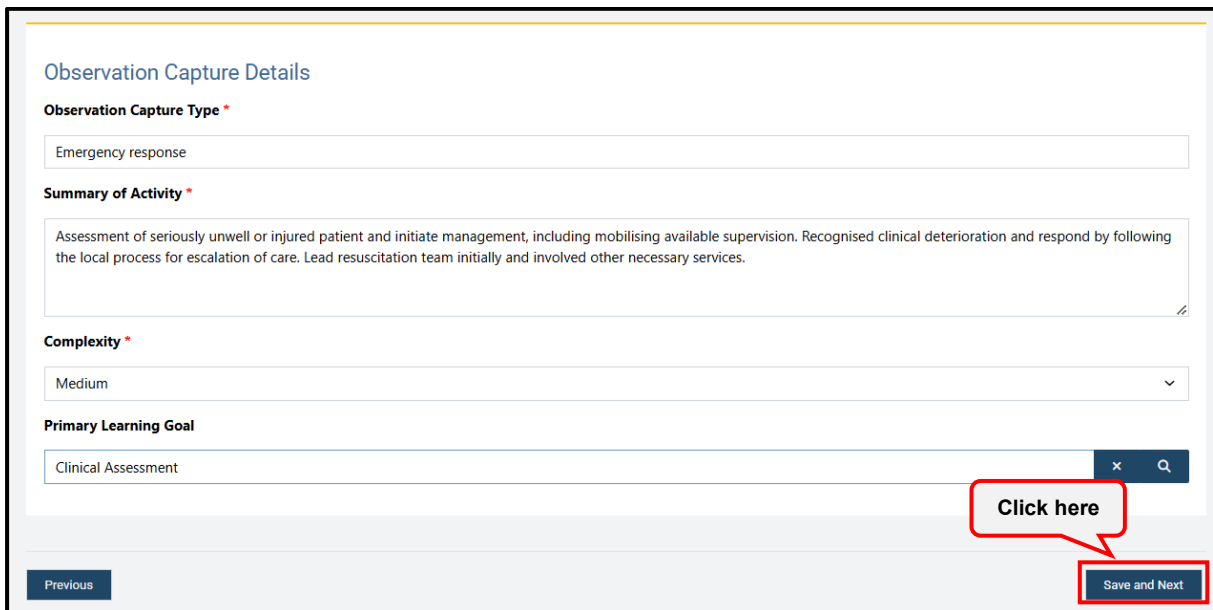 Observation Capture Details
Observation Capture Type *
Emergency response
Summary of Activity *
Assessment of seriously unwell or injured patient and initiate management, including mobilising available supervision. Recognised clinical deterioration and respond by following
the local process for escalation of care. Lead resuscitation team initially and involved other necessary services.
Complexity *
Medium
Primary Learning Goal
Clinical Assessment
Click here
Previous
Save and Next